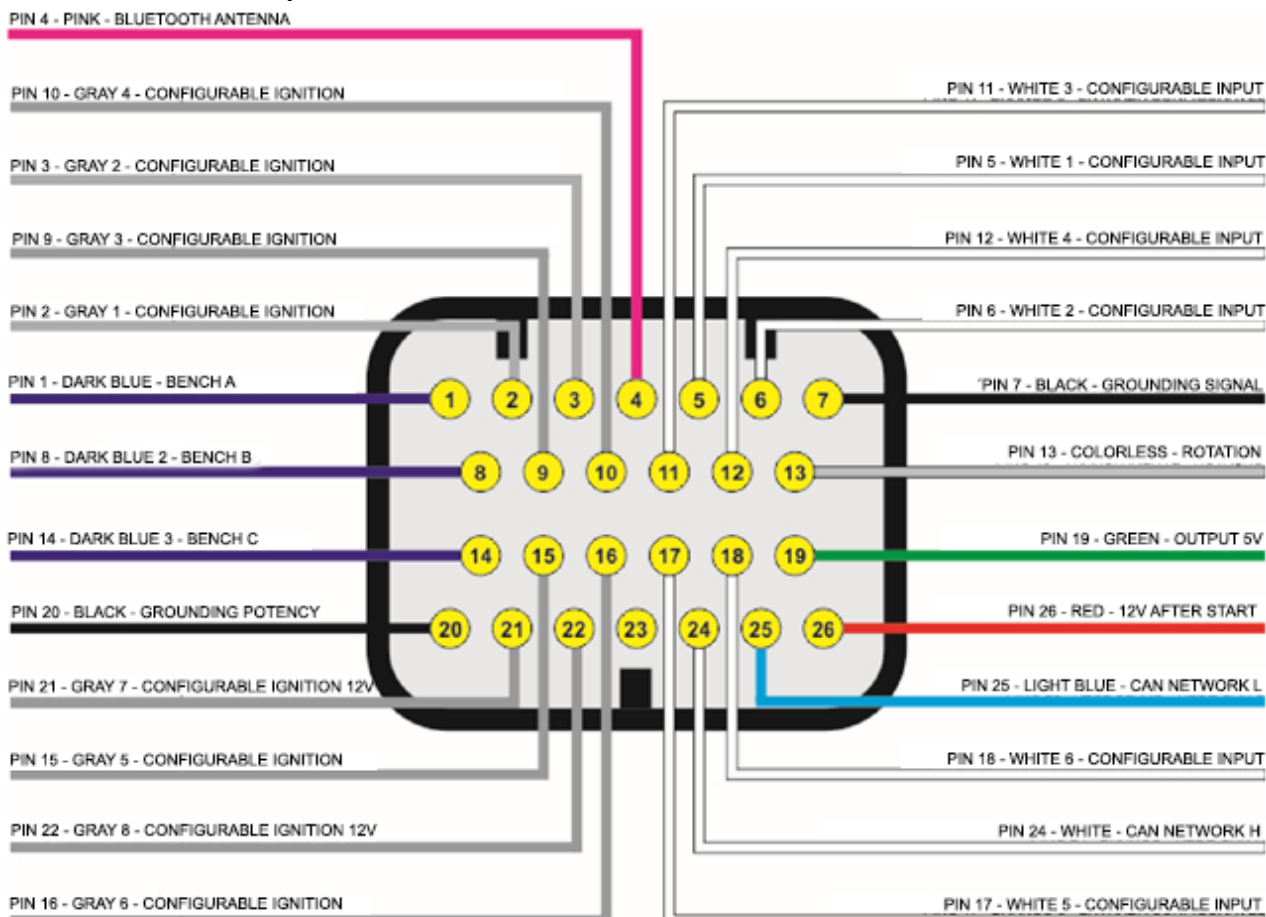 PIN 4 - PINK - BLUETOOTH ANTENNA
PIN 10 - GRAY 4 - CONFIGURABLE IGNITION
PIN 3 - GRAY 2 - CONFIGURABLE IGNITION
PIN 9 - GRAY 3 - CONFIGURABLE IGNITION
PIN 2 - GRAY 1 - CONFIGURABLE IGNITION
PIN 1 - DARK BLUE - BENCH A
PIN 8 - DARK BLUE 2 - BENCH B
PIN 14 - DARK BLUE 3 - BENCH C
PIN 20 - BLACK - GROUNDING POTENCY
PIN 21 - GRAY 7 - CONFIGURABLE IGNITION 12V
PIN 15 - GRAY 5 - CONFIGURABLE IGNITION
PIN 22 - GRAY 8 - CONFIGURABLE IGNITION 12V
PIN 16 - GRAY 6 - CONFIGURABLE IGNITION
1 2 3 4 5 6 7
8 9 10 11 12 13
14 15 16 17 18 19
20 21 22 23 24 25 26
PIN 11 - WHITE 3 - CONFIGURABLE INPUT
PIN 5 - WHITE 1 - CONFIGURABLE INPUT
PIN 12 - WHITE 4 - CONFIGURABLE INPUT
PIN 6 - WHITE 2 - CONFIGURABLE INPUT
PIN 7 - BLACK - GROUNDING SIGNAL
PIN 13 - COLORLESS - ROTATION
PIN 19 - GREEN - OUTPUT 5V
PIN 26 - RED - 12V AFTER START
PIN 25 - LIGHT BLUE - CAN NETWORK L
PIN 18 - WHITE 6 - CONFIGURABLE INPUT
PIN 24 - WHITE - CAN NETWORK H
PIN 17 - WHITE 5 - CONFIGURABLE INPUT